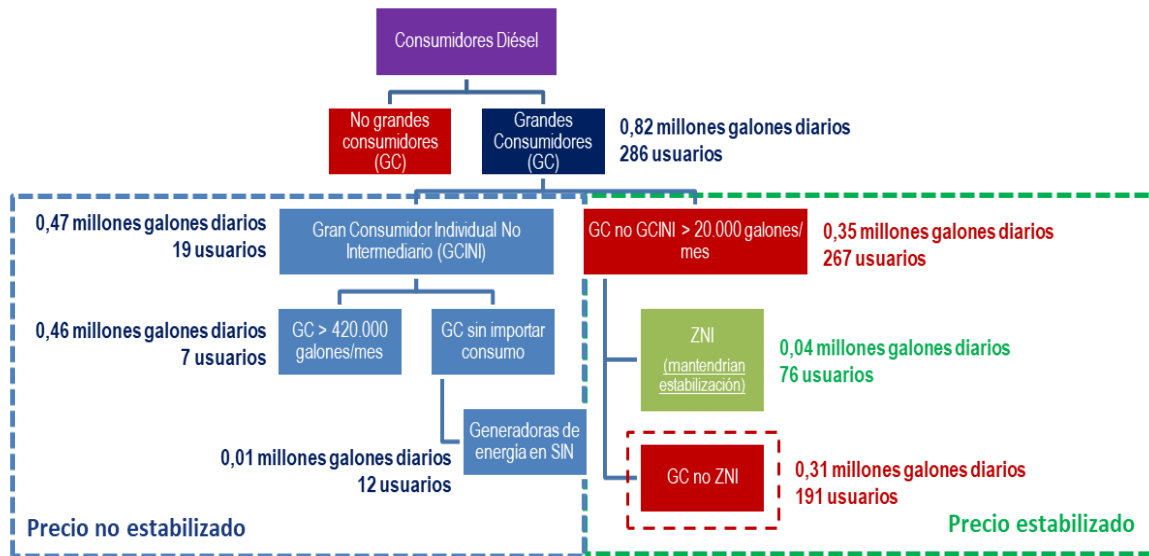 Consumidores Diésel
No grandes
consumidores
(GC)
Grandes
Consumidores
(GC)
0,82 millones galones diarios
286 usuarios
0,47 millones galones diarios
19 usuarios
Gran Consumidor Individual No
Intermediario (GCINI)
GC no GCINI > 20.000 galones/
mes
0,35 millones galones diarios
267 usuarios
0,46 millones galones diarios
7 usuarios
GC > 420.000
galones/mes
GC sin importar
consumo
ZNI
(mantendrian
estabilización)
0,04 millones galones diarios
76 usuarios
Generadoras de
energía en SIN
0,01 millones galones diarios
12 usuarios
GC no ZNI
0,31 millones galones diarios
191 usuarios
Precio no estabilizado
Precio estabilizado